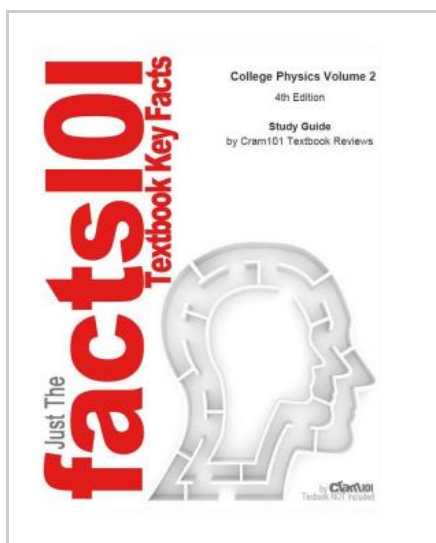 College Physics Volume 2
4th Edition
Study Guide
by Cram101 Textbook Reviews
Just The
facts101
Textbook Key Facts
by Cram101
Textbook NOT Included